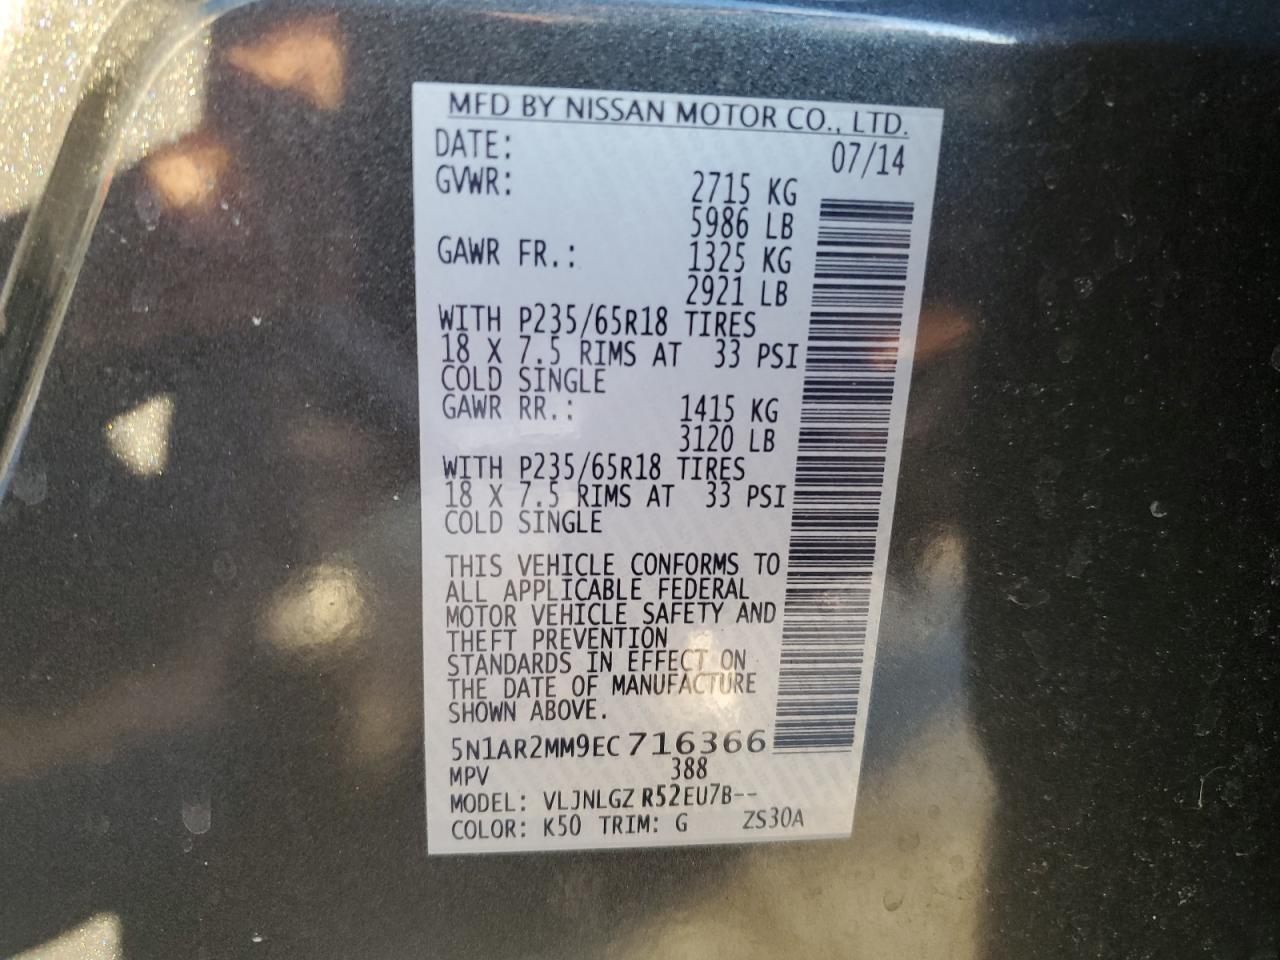 MFD BY NISSAN MOTOR CO., LTD.
DATE: 07/14
GVWR: 2715 KG
5986 LB
GAWR FR.: 1325 KG
2921 LB
WITH P235/65R18 TIRES
18 X 7.5 RIMS AT 33 PSI
COLD SINGLE
GAWR RR.: 1415 KG
3120 LB
WITH P235/65R18 TIRES
18 X 7.5 RIMS AT 33 PSI
COLD SINGLE
THIS VEHICLE CONFORMS TO
ALL APPLICABLE FEDERAL
MOTOR VEHICLE SAFETY AND
THEFT PREVENTION
STANDARDS IN EFFECT ON
THE DATE OF MANUFACTURE
SHOWN ABOVE.
5N1AR2MM9EC716366
MPV 388
MODEL: VLJNLGZ R52EU7B--
COLOR: K50 TRIM: G ZS30A